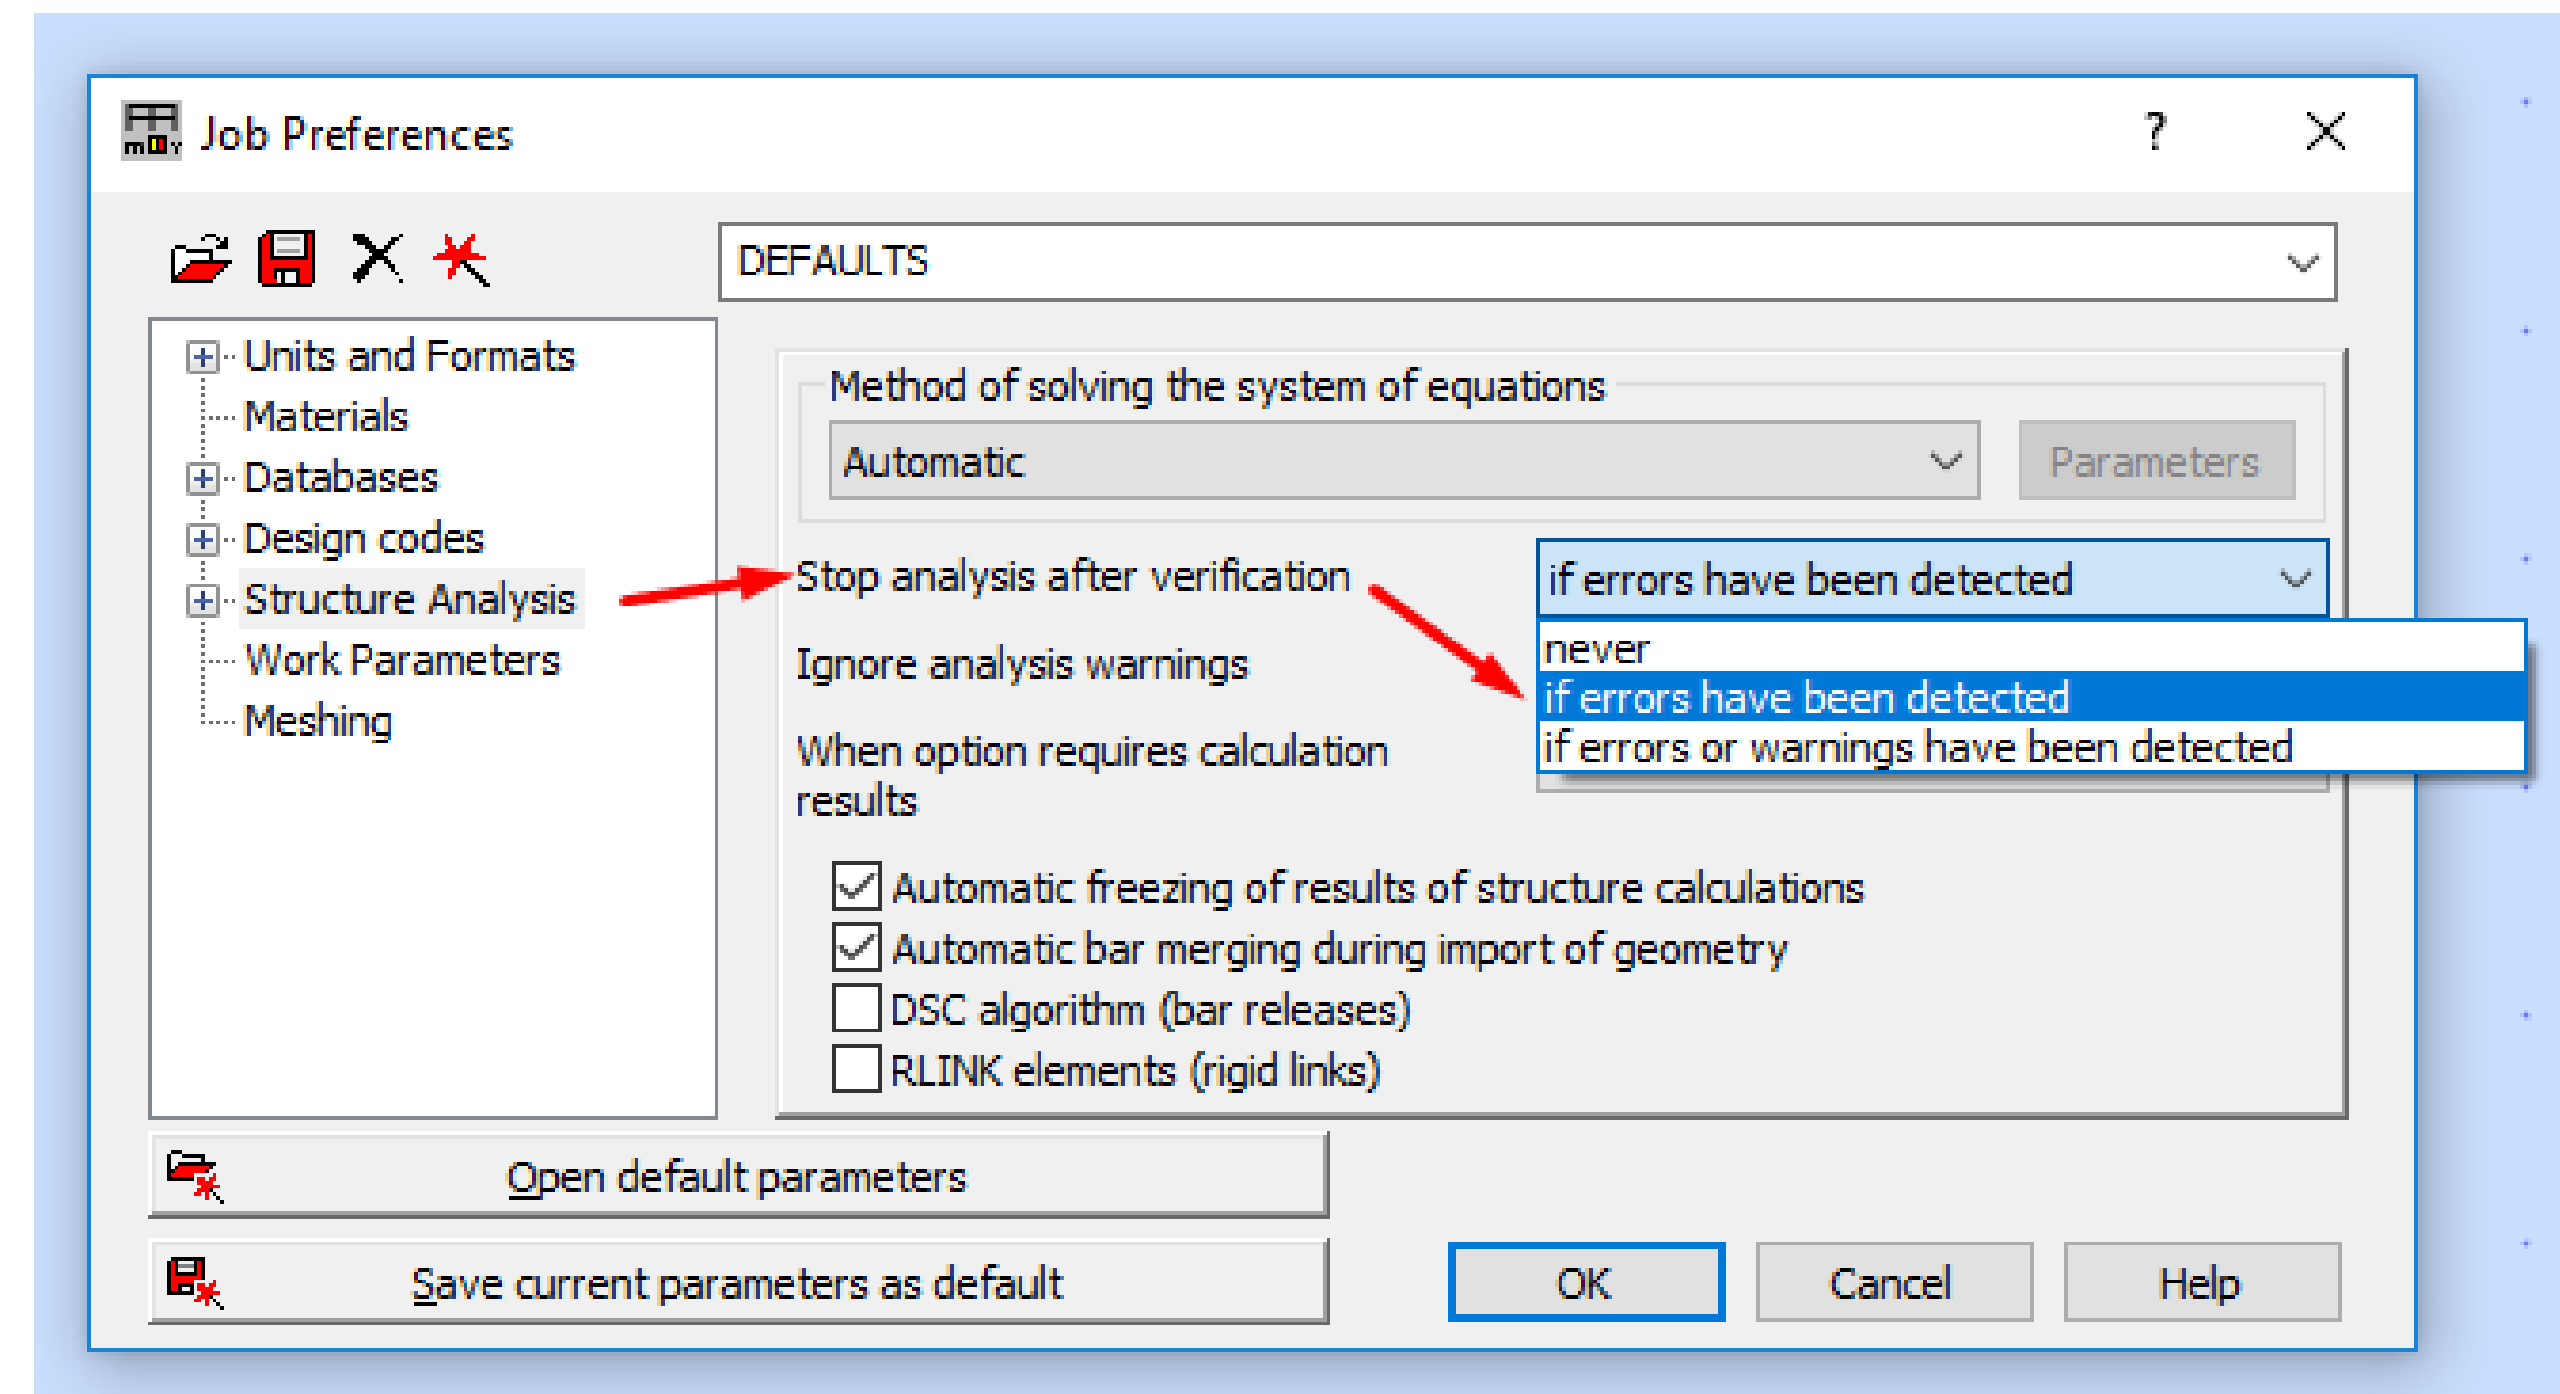 Job Preferences
?
DEFAULTS
Units and Formats
Materials
Databases
Design codes
Structure Analysis
Work Parameters
Meshing
Method of solving the system of equations
Automatic
Parameters
Stop analysis after verification
if errors have been detected
never
if errors have been detected
if errors or warnings have been detected
Ignore analysis warnings
When option requires calculation
results
Automatic freezing of results of structure calculations
Automatic bar merging during import of geometry
DSC algorithm (bar releases)
RLINK elements (rigid links)
Open default parameters
Save current parameters as default
OK
Cancel
Help